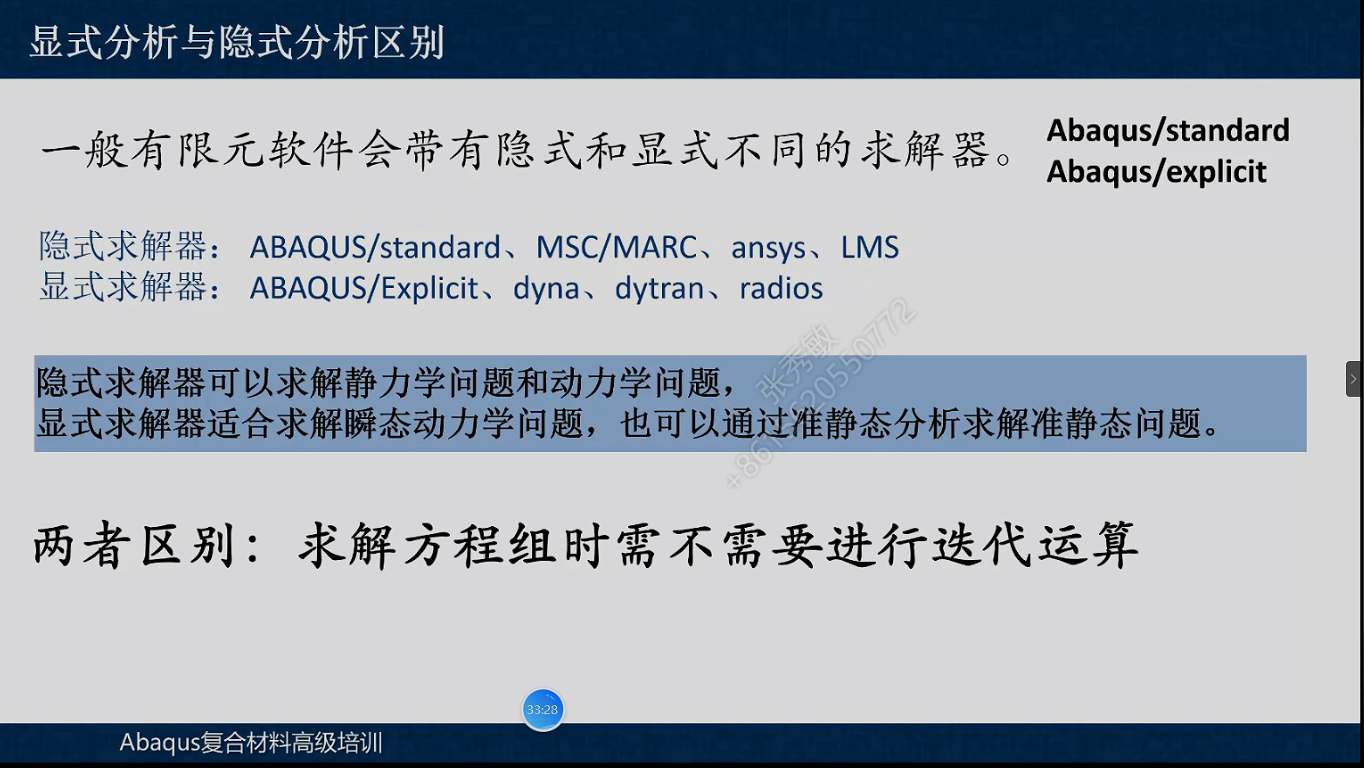 显式分析与隐式分析区别
一般有限元软件会带有隐式和显式不同的求解器。
Abaqus/standard
Abaqus/explicit
隐式求解器： ABAQUS/standard、MSC/MARC、ansys、LMS
显式求解器： ABAQUS/Explicit、dyna、dytran、radios
隐式求解器可以求解静力学问题和动力学问题，
显式求解器适合求解瞬态动力学问题，也可以通过准静态分析求解准静态问题。
张秀敏
两者区别：求解方程组时需不需要进行迭代运算
33:28
Abaqus复合材料高级培训